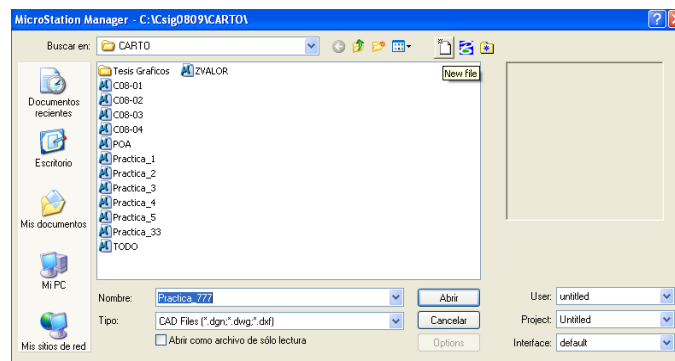 MicroStation Manager - C:\Csig0809\CARTO\
Buscar en: CARTO
New file
Documentos recientes
Escritorio
Mis documentos
Mi PC
Mis sitios de red
Tesis Graficos ZVALOR
C08-01
C08-02
C08-03
C08-04
POA
Practica_1
Practica_2
Practica_3
Practica_4
Practica_5
Practica_33
TODO
Nombre: Practica_777 Abrir User: untitled
Tipo: CAD Files (*.dgn;*.dwg;*.dxf) Cancelar Project: Untitled
Abrir como archivo de sólo lectura Options Interface: default